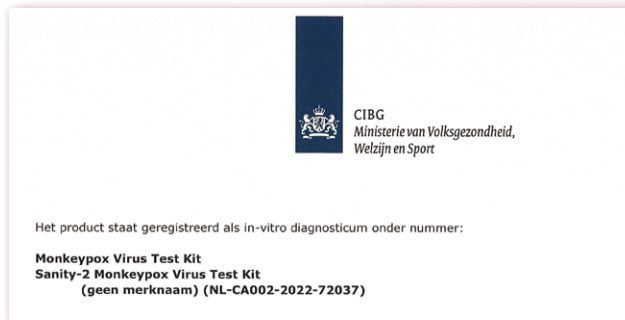 CIBG
Ministerie van Volksgezondheid,
Welzijn en Sport
Het product staat geregistreerd als in-vitro diagnosticum onder nummer:
Monkeypox Virus Test Kit
Sanity-2 Monkeypox Virus Test Kit
(geen merknaam) (NL-CA002-2022-72037)